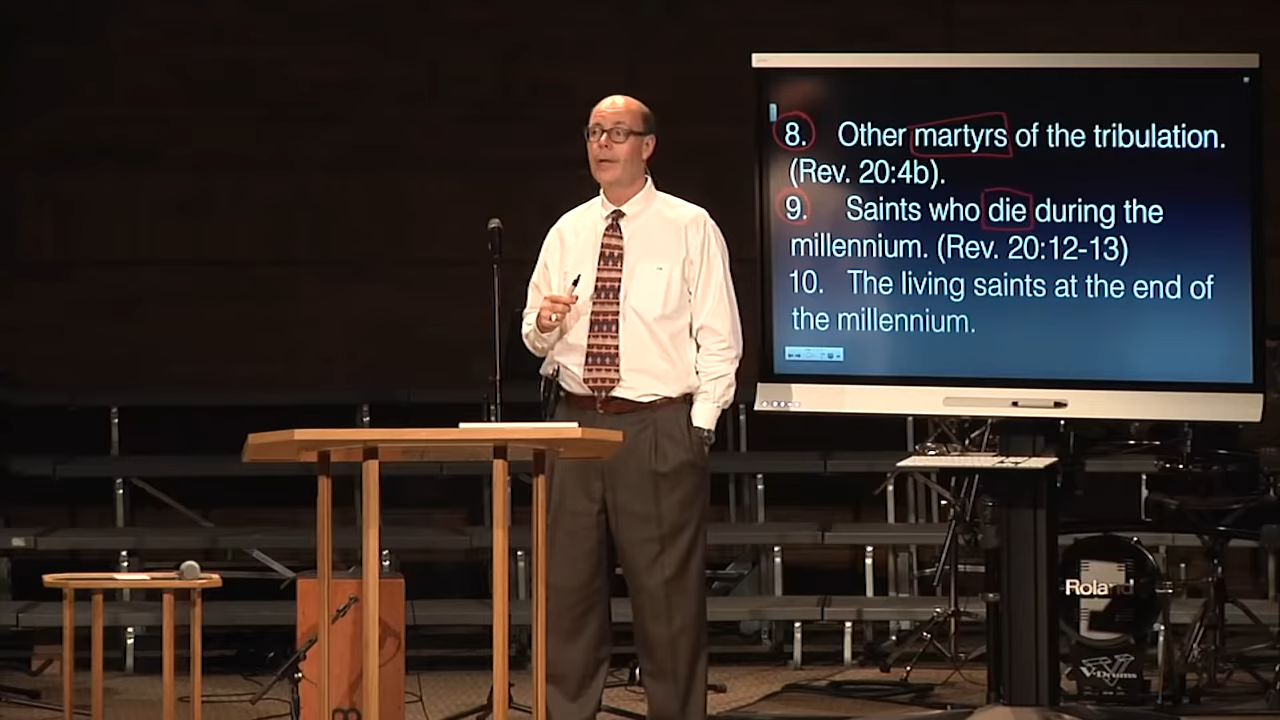 8. Other martyrs of the tribulation.
(Rev. 20:4b).
9. Saints who die during the
millennium. (Rev. 20:12-13)
10. The living saints at the end of
the millennium.
Roland
V-Drums